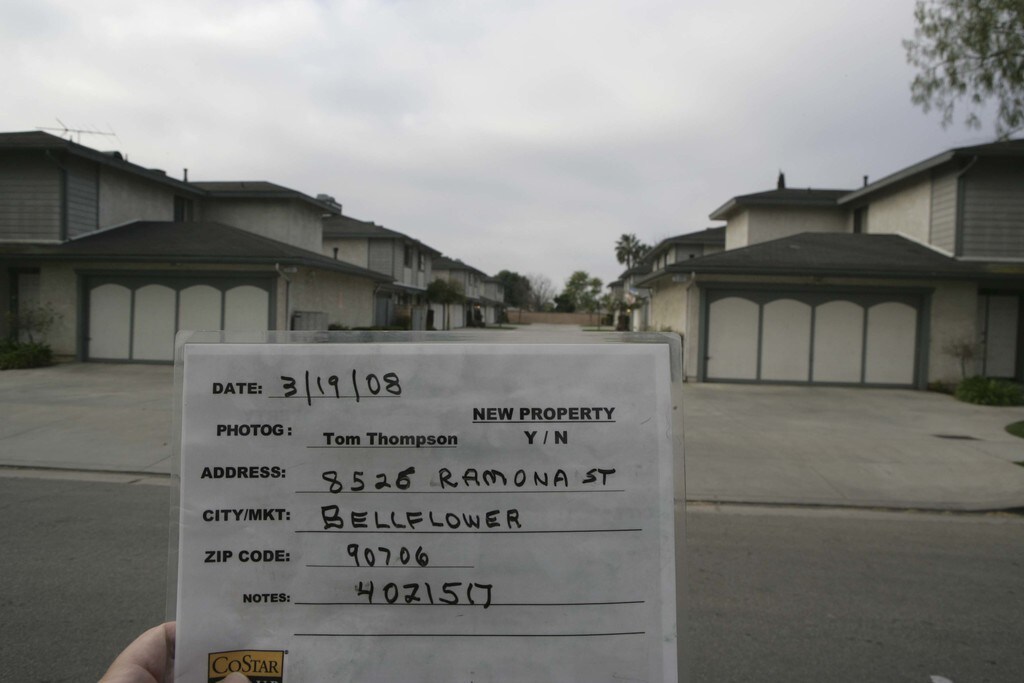 DATE: 3/19/08
NEW PROPERTY
PHOTOG: Tom Thompson Y / N
ADDRESS: 8526 RAMONA ST
CITY/MKT: BELLFLOWER
ZIP CODE: 90706
NOTES: 4021517
COSTAR